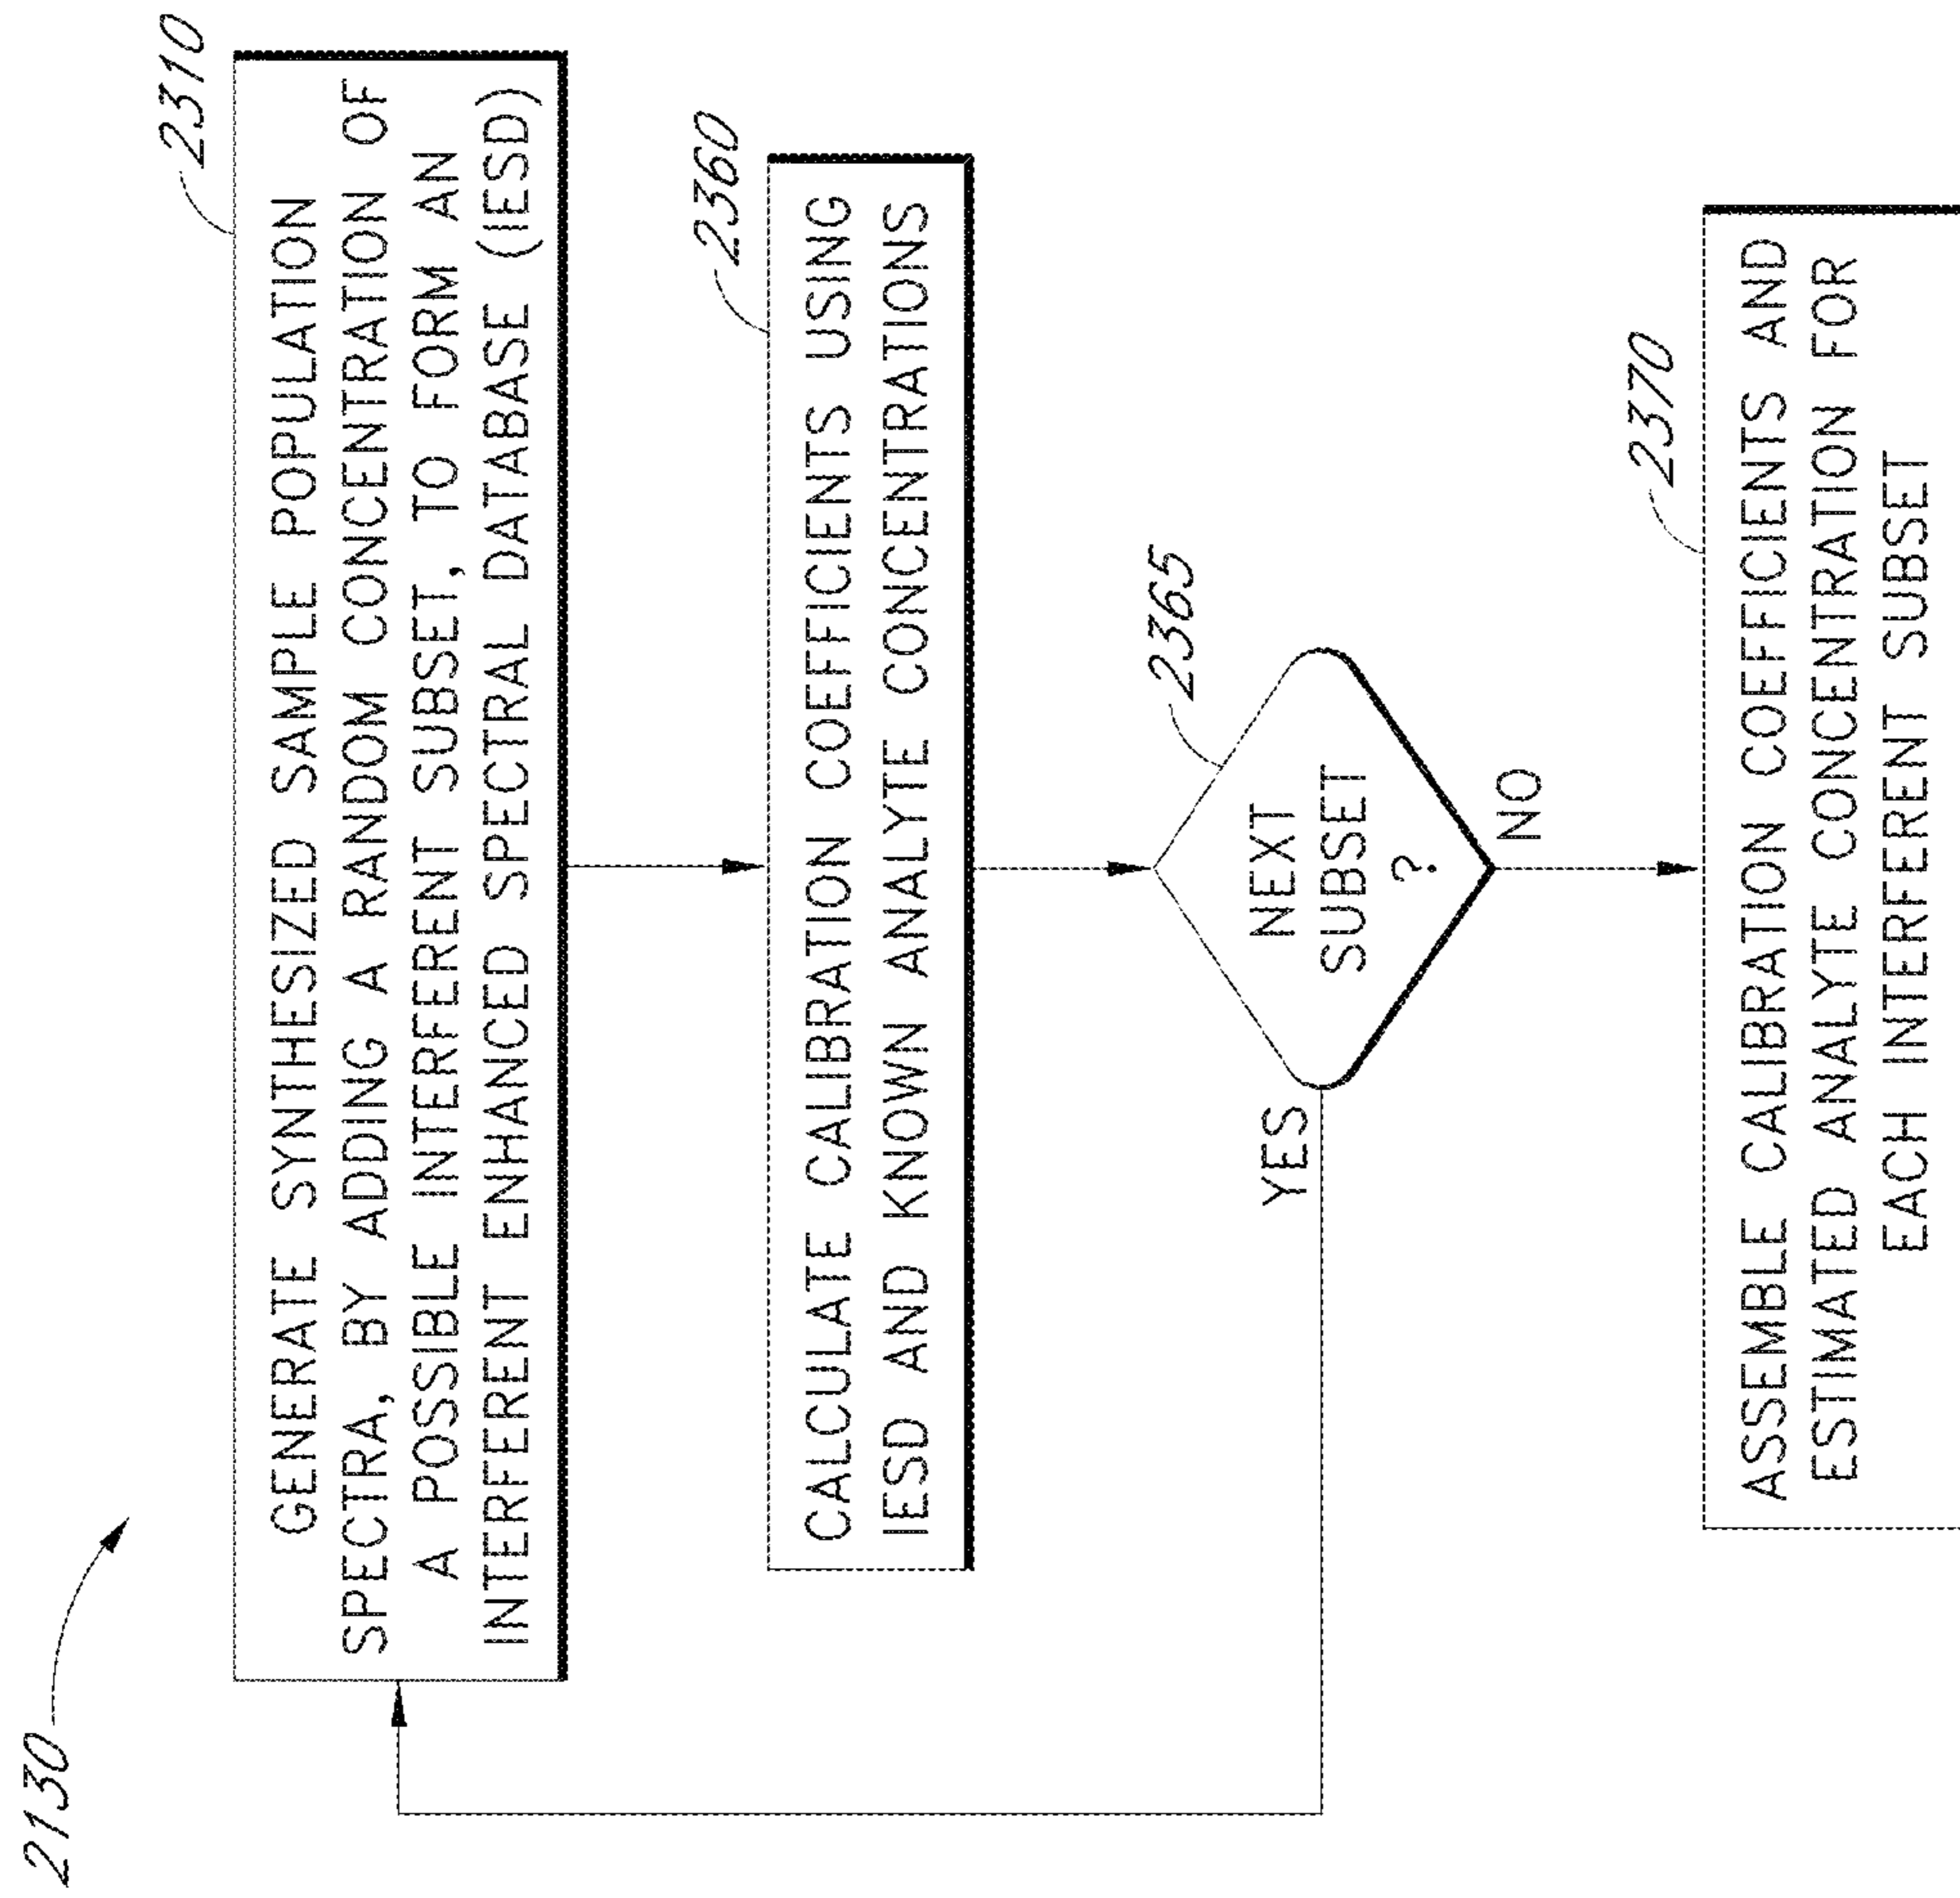 2130
2310
GENERATE SYNTHESIZED SAMPLE POPULATION
SPECTRA, BY ADDING A RANDOM CONCENTRATION OF
A POSSIBLE INTERFERENT SUBSET, TO FORM AN
INTERFERENT ENHANCED SPECTRAL DATABASE (IESD)
2360
CALCULATE CALIBRATION COEFFICIENTS USING
IESD AND KNOWN ANALYTE CONCENTRATIONS
2365
NEXT
SUBSET
?
YES
NO
2370
ASSEMBLE CALIBRATION COEFFICIENTS AND
ESTIMATED ANALYTE CONCENTRATION FOR
EACH INTERFERENT SUBSET